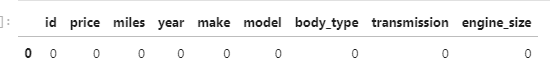 ]: id price miles year make model body_type transmission engine_size
0 0 0 0 0 0 0 0 0 0